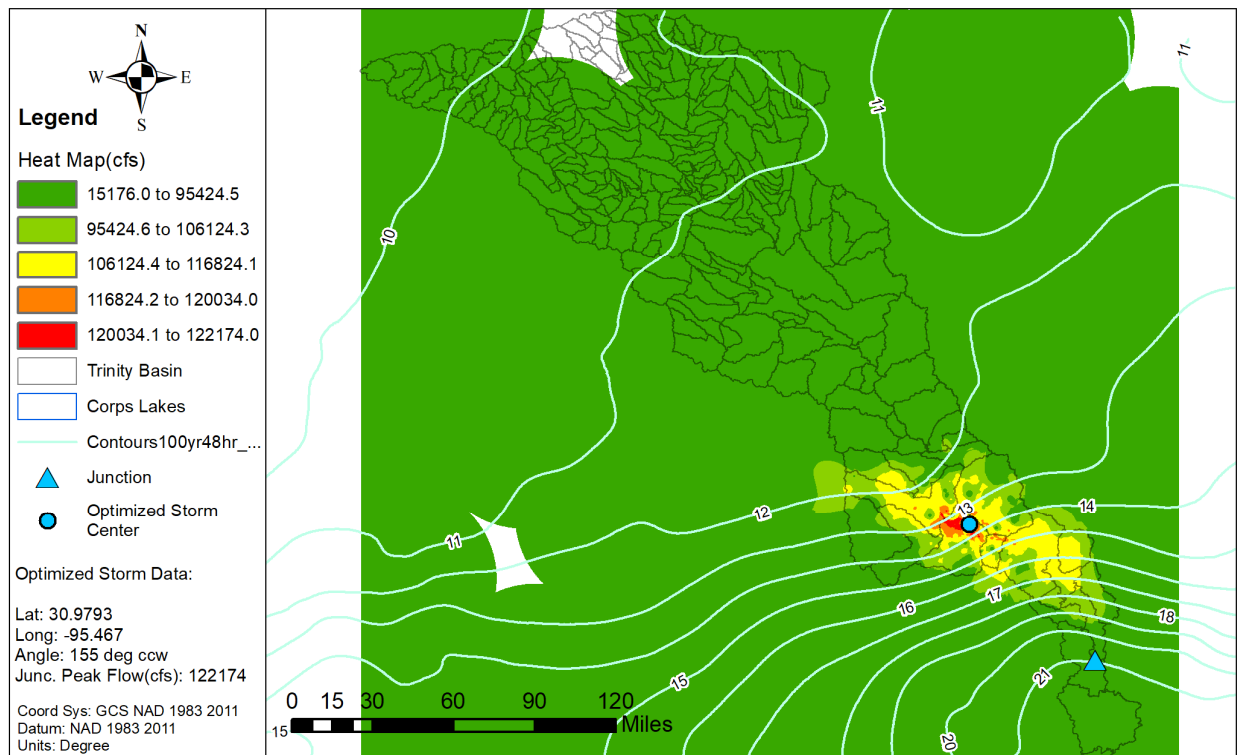 N
W E
S
Legend
Heat Map(cfs)
15176.0 to 95424.5
95424.6 to 106124.3
106124.4 to 116824.1
116824.2 to 120034.0
120034.1 to 122174.0
Trinity Basin
Corps Lakes
Contours100yr48hr_...
Junction
Optimized Storm
Center
Optimized Storm Data:
Lat: 30.9793
Long: -95.467
Angle: 155 deg ccw
Junc. Peak Flow(cfs): 122174
Coord Sys: GCS NAD 1983 2011
Datum: NAD 1983 2011
Units: Degree
11
11
10
13
14
12
11
17
16
18
15
21
20
15
0 15 30 60 90 120
Miles